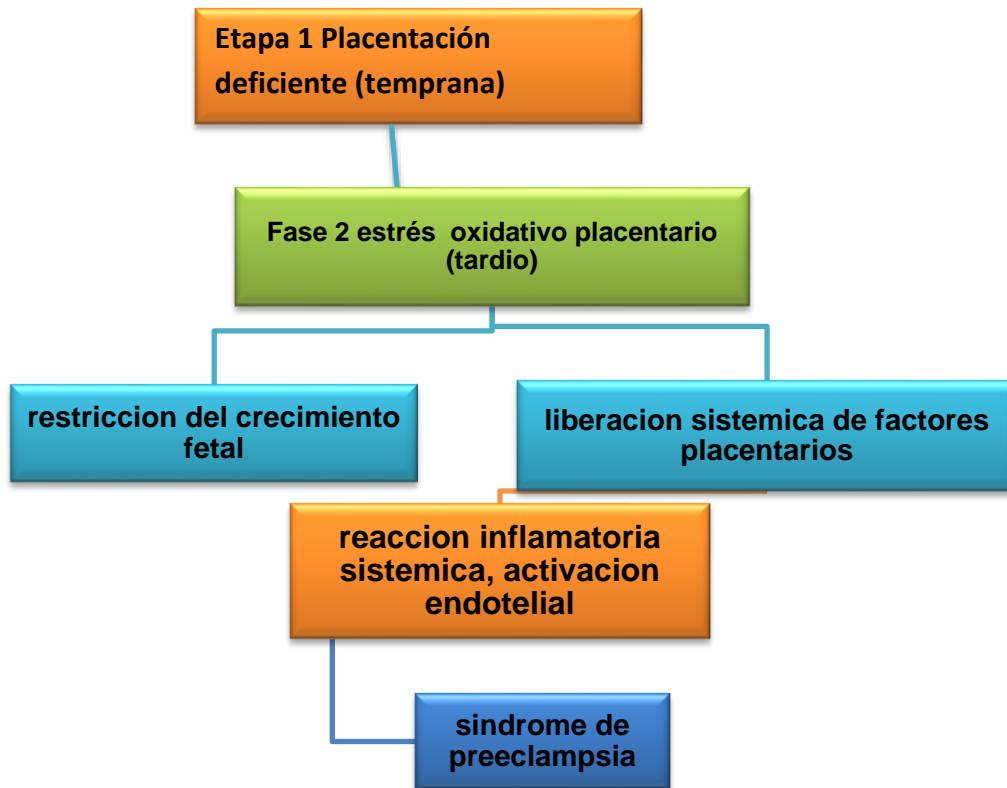 Etapa 1 Placentación
deficiente (temprana)
Fase 2 estrés oxidativo placentario
(tardio)
restriccion del crecimiento
fetal
liberacion sistemica de factores
placentarios
reaccion inflamatoria
sistemica, activacion
endotelial
sindrome de
preeclampsia